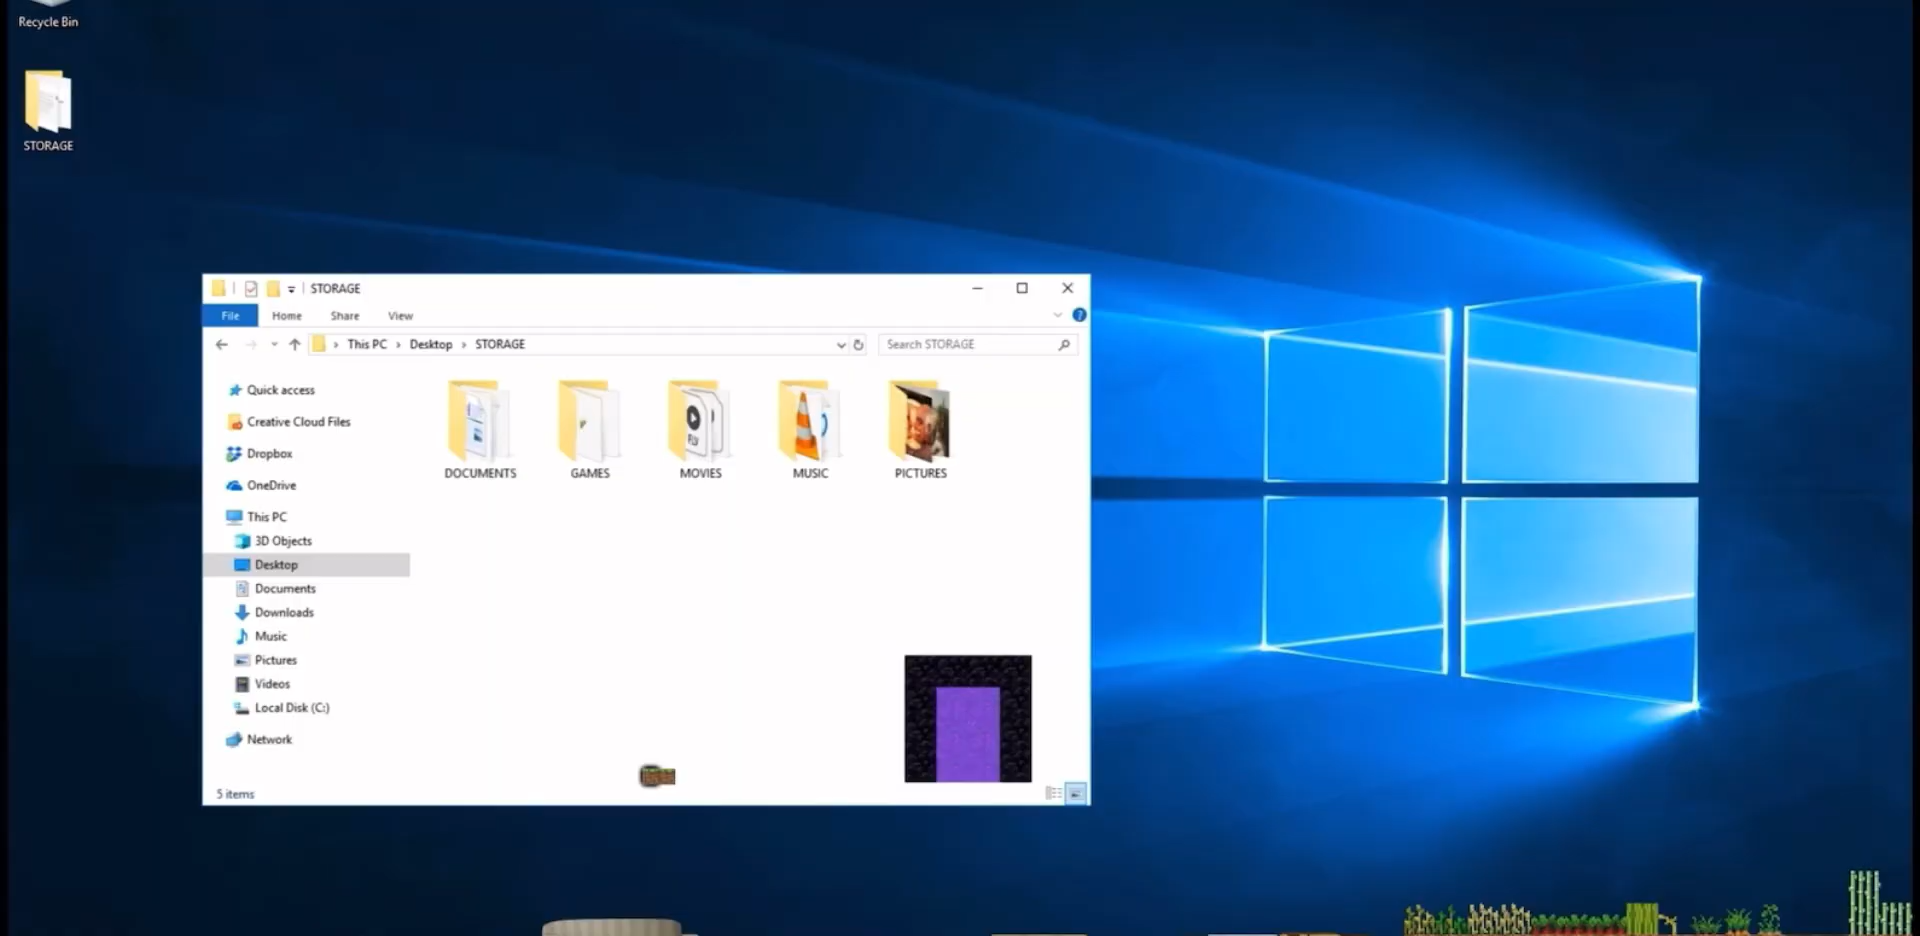 Recycle Bin
STORAGE
STORAGE
File Home Share View
This PC > Desktop > STORAGE
Search STORAGE
Quick access
Creative Cloud Files
Dropbox
OneDrive
This PC
3D Objects
Desktop
Documents
Downloads
Music
Pictures
Videos
Local Disk (C:)
Network
DOCUMENTS GAMES MOVIES MUSIC PICTURES
FLV
5 items